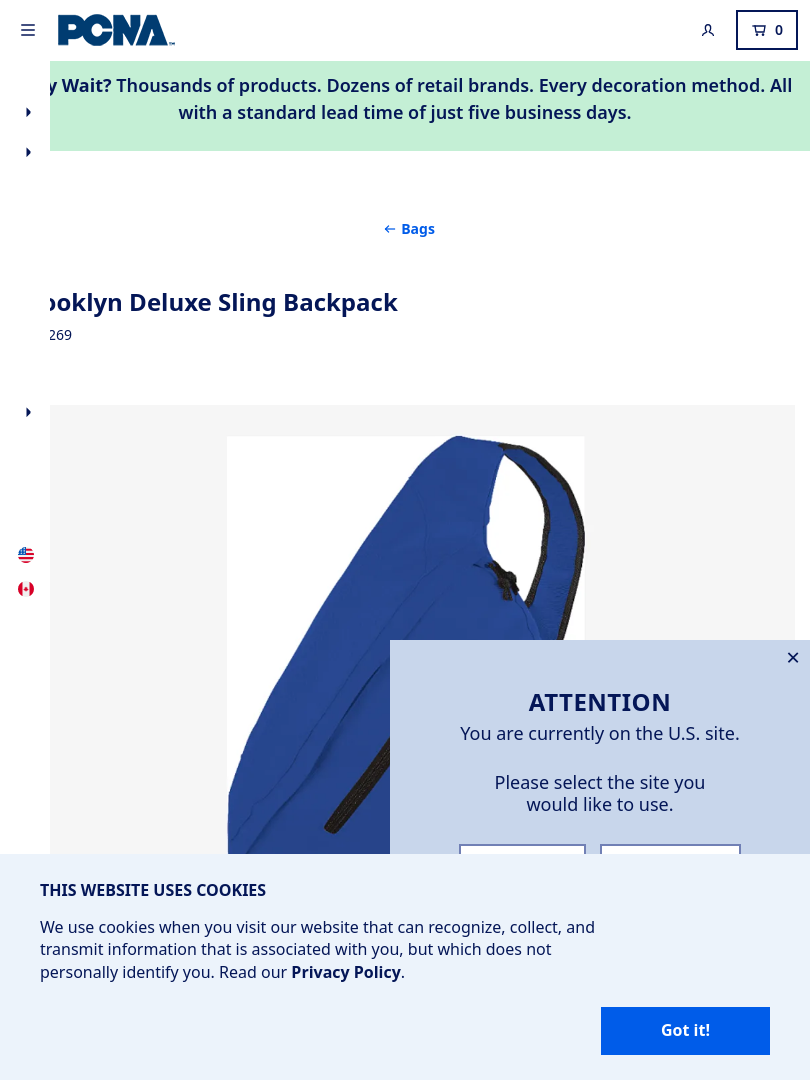 PCNA
0
y Wait? Thousands of products. Dozens of retail brands. Every decoration method. All
with a standard lead time of just five business days.
← Bags
ooklyn Deluxe Sling Backpack
269
ATTENTION
You are currently on the U.S. site.
Please select the site you
would like to use.
THIS WEBSITE USES COOKIES
We use cookies when you visit our website that can recognize, collect, and
transmit information that is associated with you, but which does not
personally identify you. Read our Privacy Policy.
Got it!